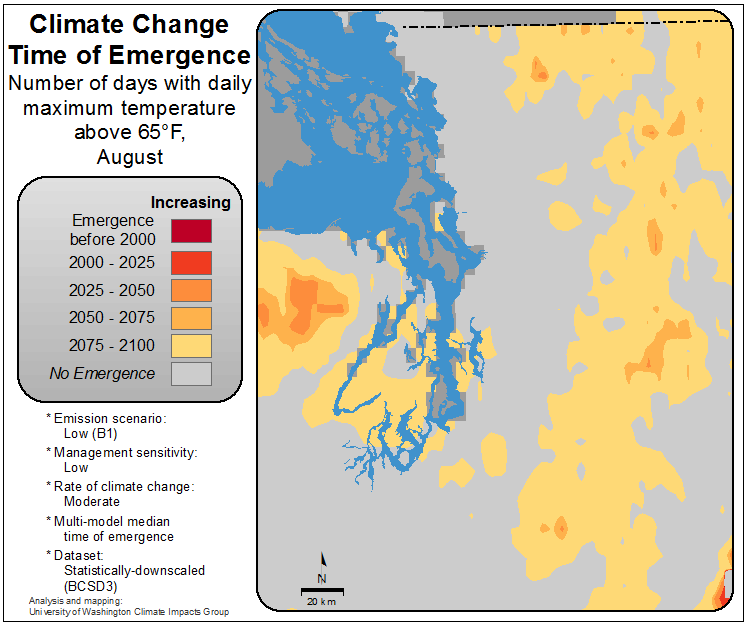 Climate Change
Time of Emergence
Number of days with daily
maximum temperature
above 65°F,
August
Increasing
Emergence
before 2000
2000 - 2025
2025 - 2050
2050 - 2075
2075 - 2100
No Emergence
* Emission scenario:
Low (B1)
* Management sensitivity:
Low
* Rate of climate change:
Moderate
* Multi-model median
time of emergence
* Dataset:
Statistically-downscaled
(BCSD3)
Analysis and mapping:
University of Washington Climate Impacts Group
N
20 km